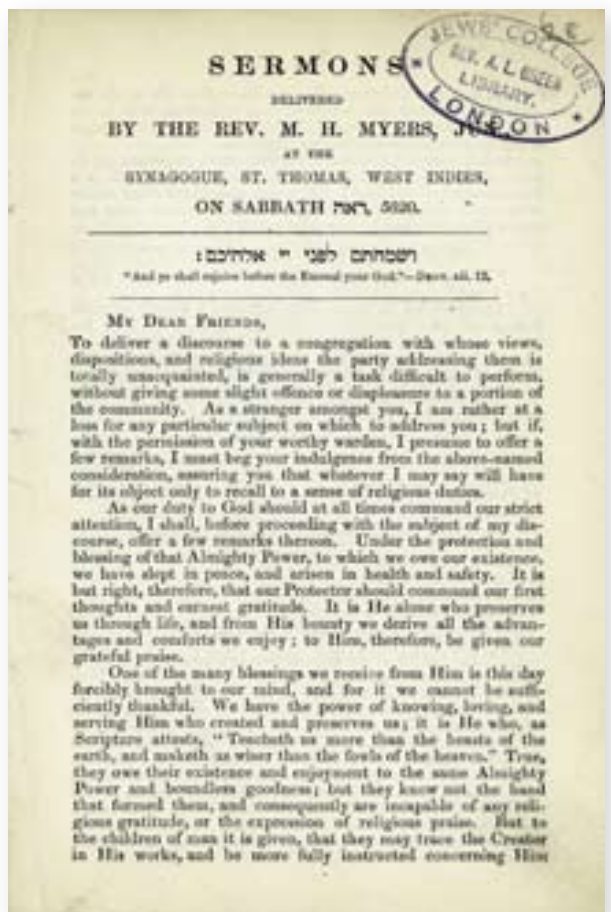 SERMONS
DELIVERED
BY THE REV. M. H. MYERS, JUN.
AT THE
SYNAGOGUE, ST. THOMAS, WEST INDIES,
ON SABBATH ראה, 5620.
JEWS' COLLEGE
REV. A. L. GREEN
LIBRARY.
LONDON
ושמחתם לפני יי אלהיכם :
"And ye shall rejoice before the Eternal your God."—DEUT. xii. 12.
MY DEAR FRIENDS,
To deliver a discourse to a congregation with whose views,
dispositions, and religious ideas the party addressing them is
totally unacquainted, is generally a task difficult to perform,
without giving some slight offence or displeasure to a portion of
the community. As a stranger amongst you, I am rather at a
loss for any particular subject on which to address you; but if,
with the permission of your worthy warden, I presume to offer a
few remarks, I must beg your indulgence from the above-named
consideration, assuring you that whatever I may say will have
for its object only to recall to a sense of religious duties.
As our duty to God should at all times command our strict
attention, I shall, before proceeding with the subject of my dis-
course, offer a few remarks thereon. Under the protection and
blessing of that Almighty Power, to which we owe our existence,
we have slept in peace, and arisen in health and safety. It is
but right, therefore, that our Protector should command our first
thoughts and earnest gratitude. It is He alone who preserves
us through life, and from His bounty we derive all the advan-
tages and comforts we enjoy; to Him, therefore, be given our
grateful praise.
One of the many blessings we receive from Him is this day
forcibly brought to our mind, and for it we cannot be suffi-
ciently thankful. We have the power of knowing, loving, and
serving Him who created and preserves us; it is He who, as
Scripture attests, "Teacheth us more than the beasts of the
earth, and maketh us wiser than the fowls of the heaven." True,
they owe their existence and enjoyment to the same Almighty
Power and boundless goodness; but they know not the hand
that formed them, and consequently are incapable of any reli-
gious gratitude, or the expression of religious praise. But to
the children of man it is given, that they may trace the Creator
in His works, and be more fully instructed concerning Him